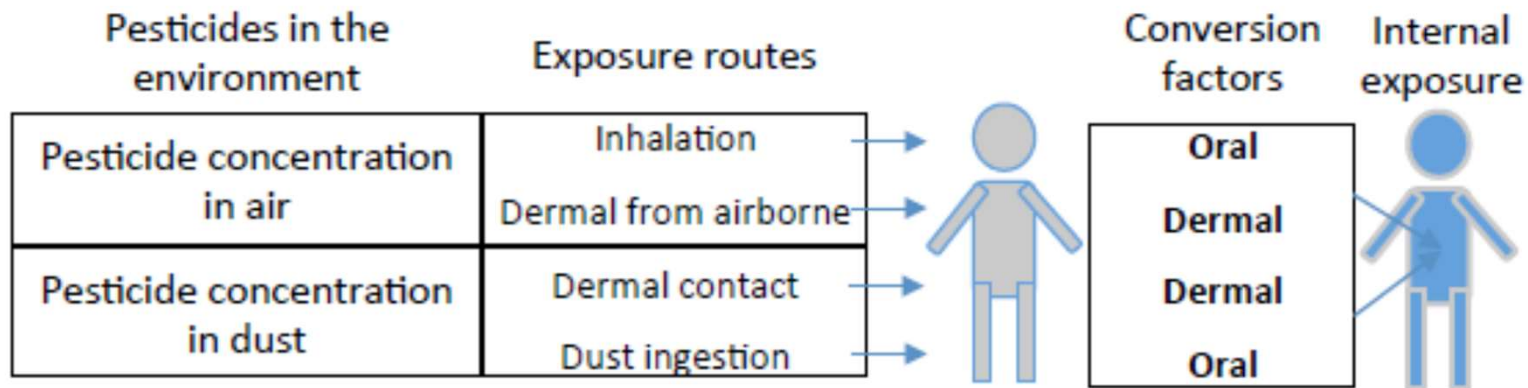 Pesticides in the
environment
Exposure routes
Conversion
factors
Internal
exposure
Pesticide concentration
in air
Inhalation
Dermal from airborne
Oral
Dermal
Pesticide concentration
in dust
Dermal contact
Dust ingestion
Dermal
Oral